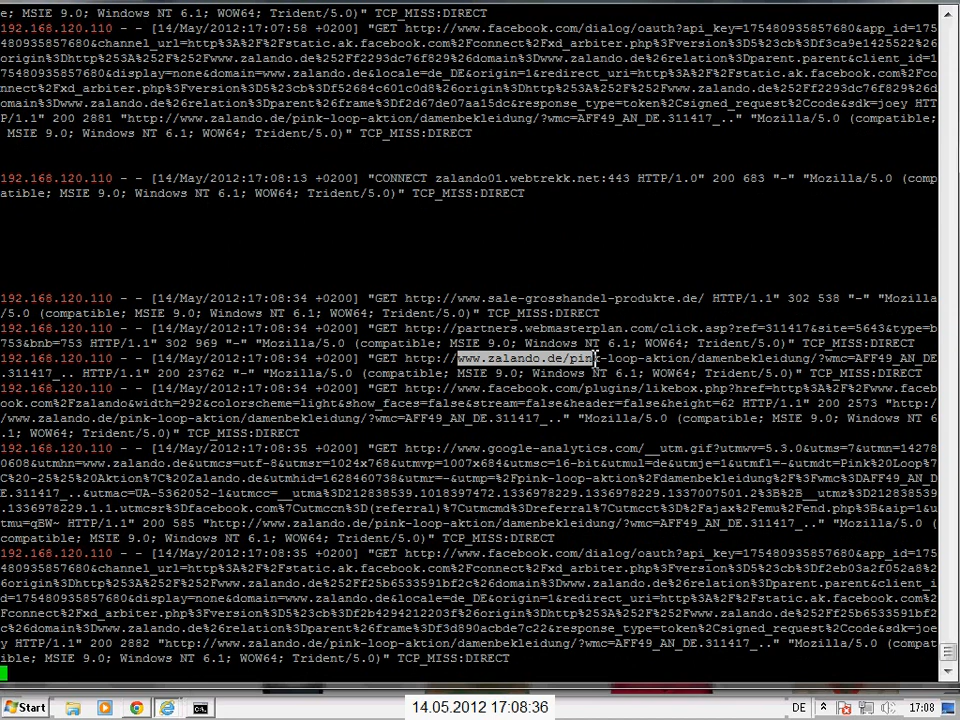 e; MSIE 9.0; Windows NT 6.1; WOW64; Trident/5.0)" TCP_MISS:DIRECT
192.168.120.110 - - [14/May/2012:17:07:58 +0200] "GET http://www.facebook.com/dialog/oauth?api_key=175480935857680&app_id=175
480935857680&channel_url=http%3A%2F%2Fstatic.ak.facebook.com%2Fconnect%2Fxd_arbiter.php%3Fversion%3D5%23cb%3Df3ca9e1425522%26
origin%3Dhttp%253A%252F%252Fwww.zalando.de%252Ff2293dc76f829%26domain%3Dwww.zalando.de%26relation%3Dparent.parent&client_id=1
75480935857680&display=none&domain=www.zalando.de&locale=de_DE&origin=1&redirect_uri=http%3A%2F%2Fstatic.ak.facebook.com%2Fco
nnect%2Fxd_arbiter.php%3Fversion%3D5%23cb%3Df52684c601c0d8%26origin%3Dhttp%253A%252F%252Fwww.zalando.de%252Ff2293dc76f829%26d
omain%3Dwww.zalando.de%26relation%3Dparent%26frame%3Df2d67de07aa15dc&response_type=token%2Csigned_request%2Ccode&sdk=joey HTT
P/1.1" 200 2881 "http://www.zalando.de/pink-loop-aktion/damenbekleidung/?wmc=AFF49_AN_DE.311417_.." "Mozilla/5.0 (compatible;
MSIE 9.0; Windows NT 6.1; WOW64; Trident/5.0)" TCP_MISS:DIRECT
192.168.120.110 - - [14/May/2012:17:08:13 +0200] "CONNECT zalando01.webtrekk.net:443 HTTP/1.0" 200 683 "-" "Mozilla/5.0 (comp
atible; MSIE 9.0; Windows NT 6.1; WOW64; Trident/5.0)" TCP_MISS:DIRECT
192.168.120.110 - - [14/May/2012:17:08:34 +0200] "GET http://www.sale-grosshandel-produkte.de/ HTTP/1.1" 302 538 "-" "Mozilla
/5.0 (compatible; MSIE 9.0; Windows NT 6.1; WOW64; Trident/5.0)" TCP_MISS:DIRECT
192.168.120.110 - - [14/May/2012:17:08:34 +0200] "GET http://partners.webmasterplan.com/click.asp?ref=311417&site=5643&type=b
753&bnb=753 HTTP/1.1" 302 969 "-" "Mozilla/5.0 (compatible; MSIE 9.0; Windows NT 6.1; WOW64; Trident/5.0)" TCP_MISS:DIRECT
192.168.120.110 - - [14/May/2012:17:08:34 +0200] "GET http://www.zalando.de/pink-loop-aktion/damenbekleidung/?wmc=AFF49_AN_DE
.311417_.. HTTP/1.1" 200 23762 "-" "Mozilla/5.0 (compatible; MSIE 9.0; Windows NT 6.1; WOW64; Trident/5.0)" TCP_MISS:DIRECT
192.168.120.110 - - [14/May/2012:17:08:34 +0200] "GET http://www.facebook.com/plugins/likebox.php?href=http%3A%2F%2Fwww.faceb
ook.com%2Fzalando&width=292&colorscheme=light&show_faces=false&stream=false&header=false&height=62 HTTP/1.1" 200 2573 "http:/
/www.zalando.de/pink-loop-aktion/damenbekleidung/?wmc=AFF49_AN_DE.311417_.." "Mozilla/5.0 (compatible; MSIE 9.0; Windows NT 6
.1; WOW64; Trident/5.0)" TCP_MISS:DIRECT
192.168.120.110 - - [14/May/2012:17:08:35 +0200] "GET http://www.google-analytics.com/__utm.gif?utmwv=5.3.0&utms=7&utmn=14278
0608&utmhn=www.zalando.de&utmcs=utf-8&utmsr=1024x768&utmvp=1007x684&utmsc=16-bit&utmul=de&utmje=1&utmfl=-&utmdt=Pink%20Loop%7
C%20-25%25%20Aktion%7C%20Zalando.de&utmhid=1628460738&utmr=-&utmp=%2Fpink-loop-aktion%2Fdamenbekleidung%2F%3Fwmc%3DAFF49_AN_D
E.311417_..&utmac=UA-5362052-1&utmcc=__utma%3D212838539.1018397472.1336978229.1336978229.1337007501.2%3B%2B__utmz%3D212838539
.1336978229.1.1.utmcsr%3Dfacebook.com%7Cutmccn%3D(referral)%7Cutmcmd%3Dreferral%7Cutmcct%3D%2Fajax%2Femu%2Fend.php%3B&aip=1&u
tmu=qBW~ HTTP/1.1" 200 585 "http://www.zalando.de/pink-loop-aktion/damenbekleidung/?wmc=AFF49_AN_DE.311417_.." "Mozilla/5.0 (
compatible; MSIE 9.0; Windows NT 6.1; WOW64; Trident/5.0)" TCP_MISS:DIRECT
192.168.120.110 - - [14/May/2012:17:08:35 +0200] "GET http://www.facebook.com/dialog/oauth?api_key=175480935857680&app_id=175
480935857680&channel_url=http%3A%2F%2Fstatic.ak.facebook.com%2Fconnect%2Fxd_arbiter.php%3Fversion%3D5%23cb%3Df2eb03a2f052a8%2
6origin%3Dhttp%253A%252F%252Fwww.zalando.de%252Ff25b6533591bf2c%26domain%3Dwww.zalando.de%26relation%3Dparent.parent&client_i
d=175480935857680&display=none&domain=www.zalando.de&locale=de_DE&origin=1&redirect_uri=http%3A%2F%2Fstatic.ak.facebook.com%2
Fconnect%2Fxd_arbiter.php%3Fversion%3D5%23cb%3Df2b4294212203f%26origin%3Dhttp%253A%252F%252Fwww.zalando.de%252Ff25b6533591bf2
c%26domain%3Dwww.zalando.de%26relation%3Dparent%26frame%3Df3d890acbde7c22&response_type=token%2Csigned_request%2Ccode&sdk=joe
y HTTP/1.1" 200 2882 "http://www.zalando.de/pink-loop-aktion/damenbekleidung/?wmc=AFF49_AN_DE.311417_.." "Mozilla/5.0 (compat
ible; MSIE 9.0; Windows NT 6.1; WOW64; Trident/5.0)" TCP_MISS:DIRECT
Start
14.05.2012 17:08:36
DE
17:08